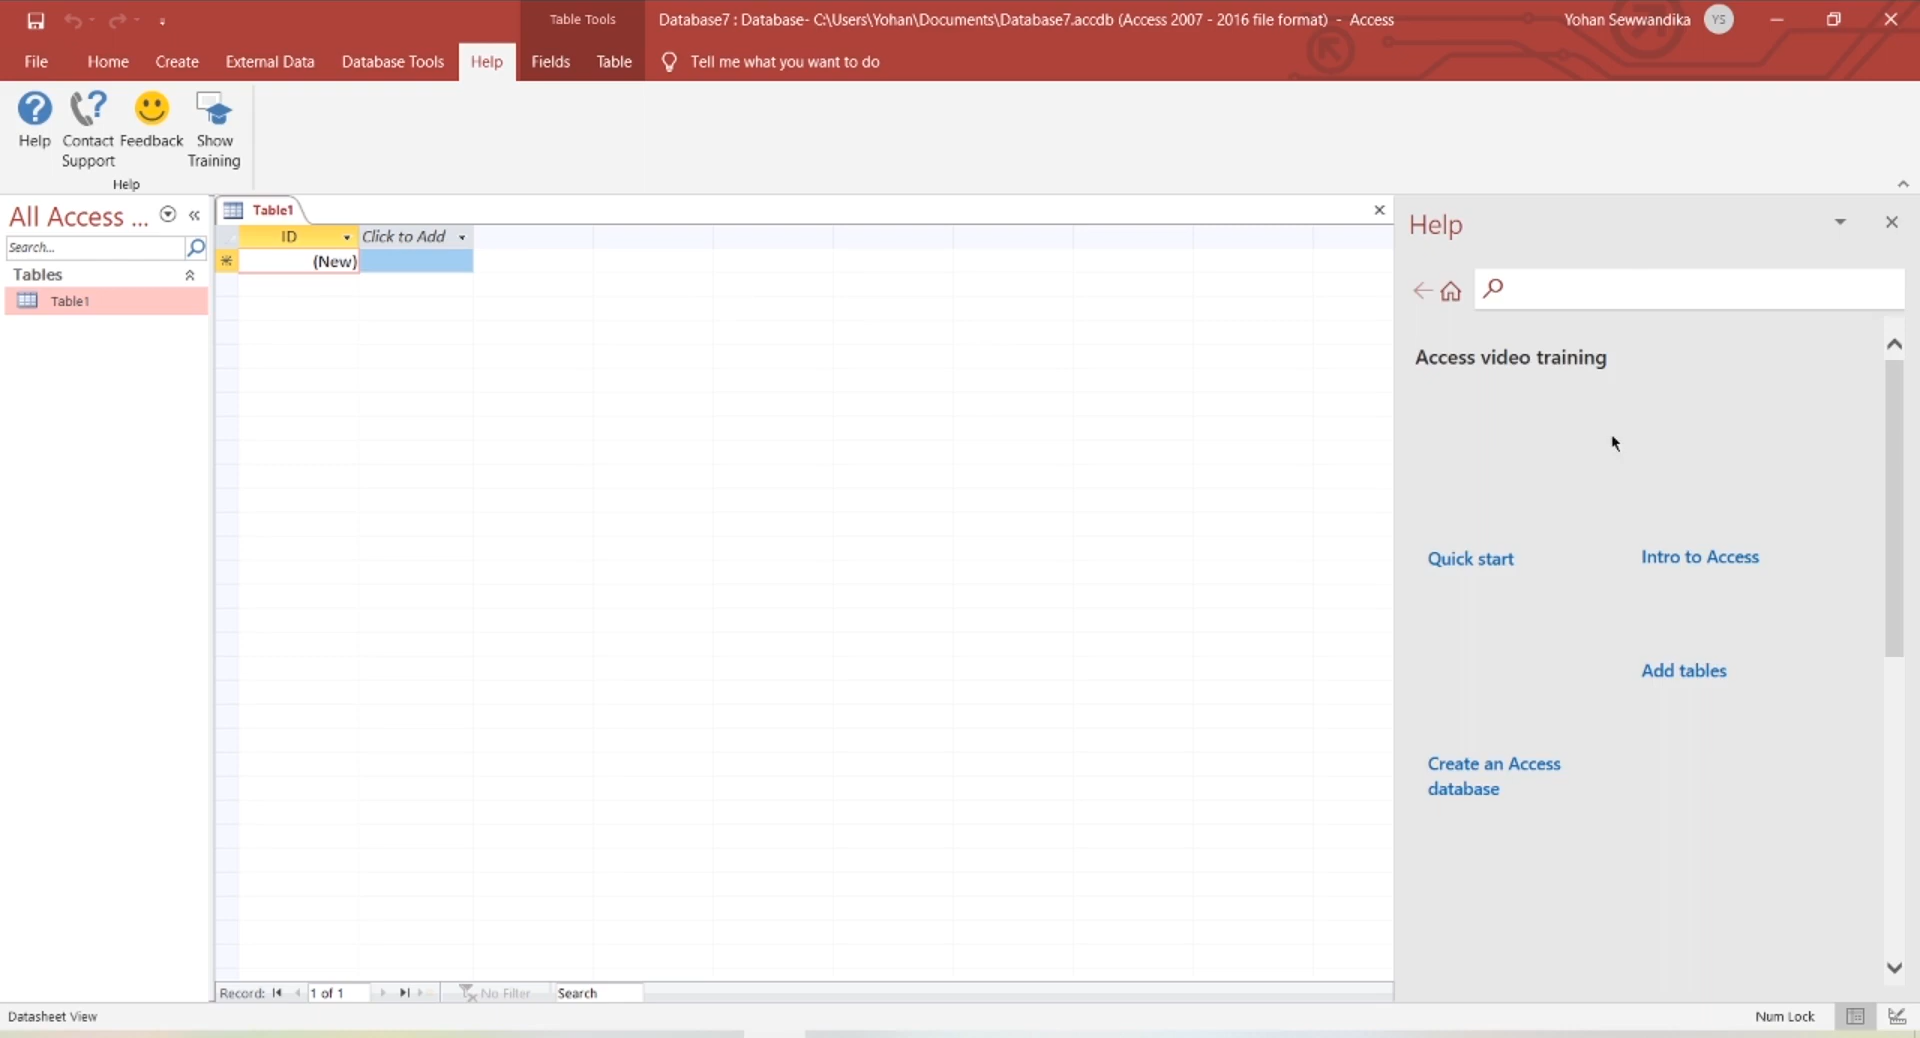 Table Tools
Database7 : Database- C:\Users\Yohan\Documents\Database7.accdb (Access 2007 - 2016 file format) - Access
Yohan Sewwandika
YS
File Home Create External Data Database Tools Help Fields Table Tell me what you want to do
Help
Contact Support
Feedback
Show Training
Help
All Access ...
Search...
Tables
Table1
Table1
ID Click to Add
(New)
Help
Access video training
Quick start
Intro to Access
Add tables
Create an Access
database
Record: 1 of 1 No Filter Search
Datasheet View
Num Lock